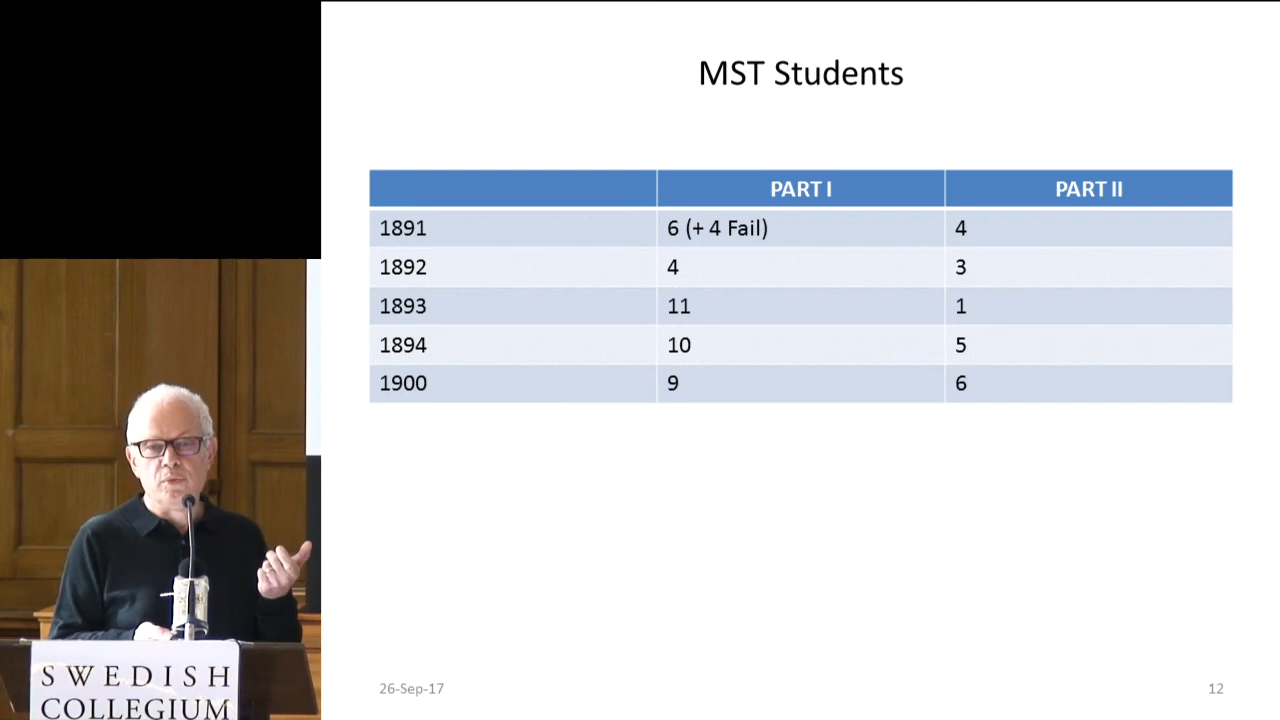 MST Students
PART I PART II
1891 6 (+ 4 Fail) 4
1892 4 3
1893 11 1
1894 10 5
1900 9 6
26-Sep-17 12
SWEDISH
COLLEGIUM